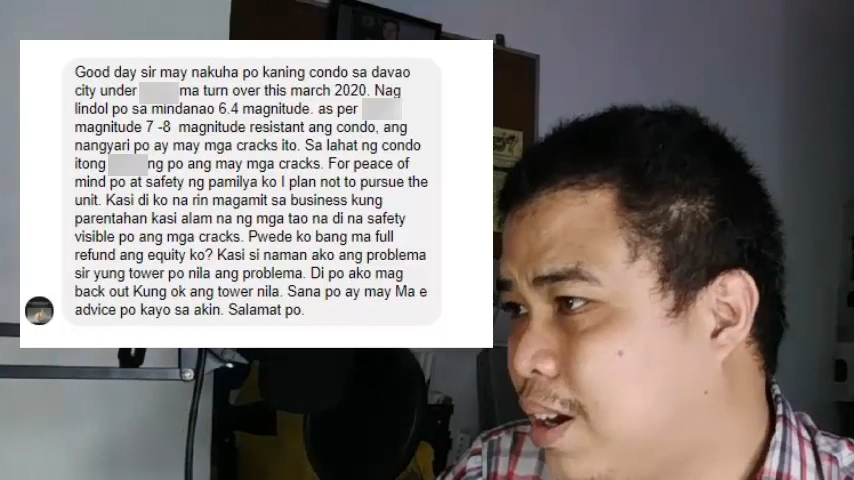 Good day sir may nakuha po kaning condo sa davao
city under ma turn over this march 2020. Nag
lindol po sa mindanao 6.4 magnitude. as per
magnitude 7 -8 magnitude resistant ang condo, ang
nangyari po ay may mga cracks ito. Sa lahat ng condo
itong ng po ang may mga cracks. For peace of
mind po at safety ng pamilya ko I plan not to pursue the
unit. Kasi di ko na rin magamit sa business kung
parentahan kasi alam na ng mga tao na di na safety
visible po ang mga cracks. Pwede ko bang ma full
refund ang equity ko? Kasi si naman ako ang problema
sir yung tower po nila ang problema. Di po ako mag
back out Kung ok ang tower nila. Sana po ay may Ma e
advice po kayo sa akin. Salamat po.